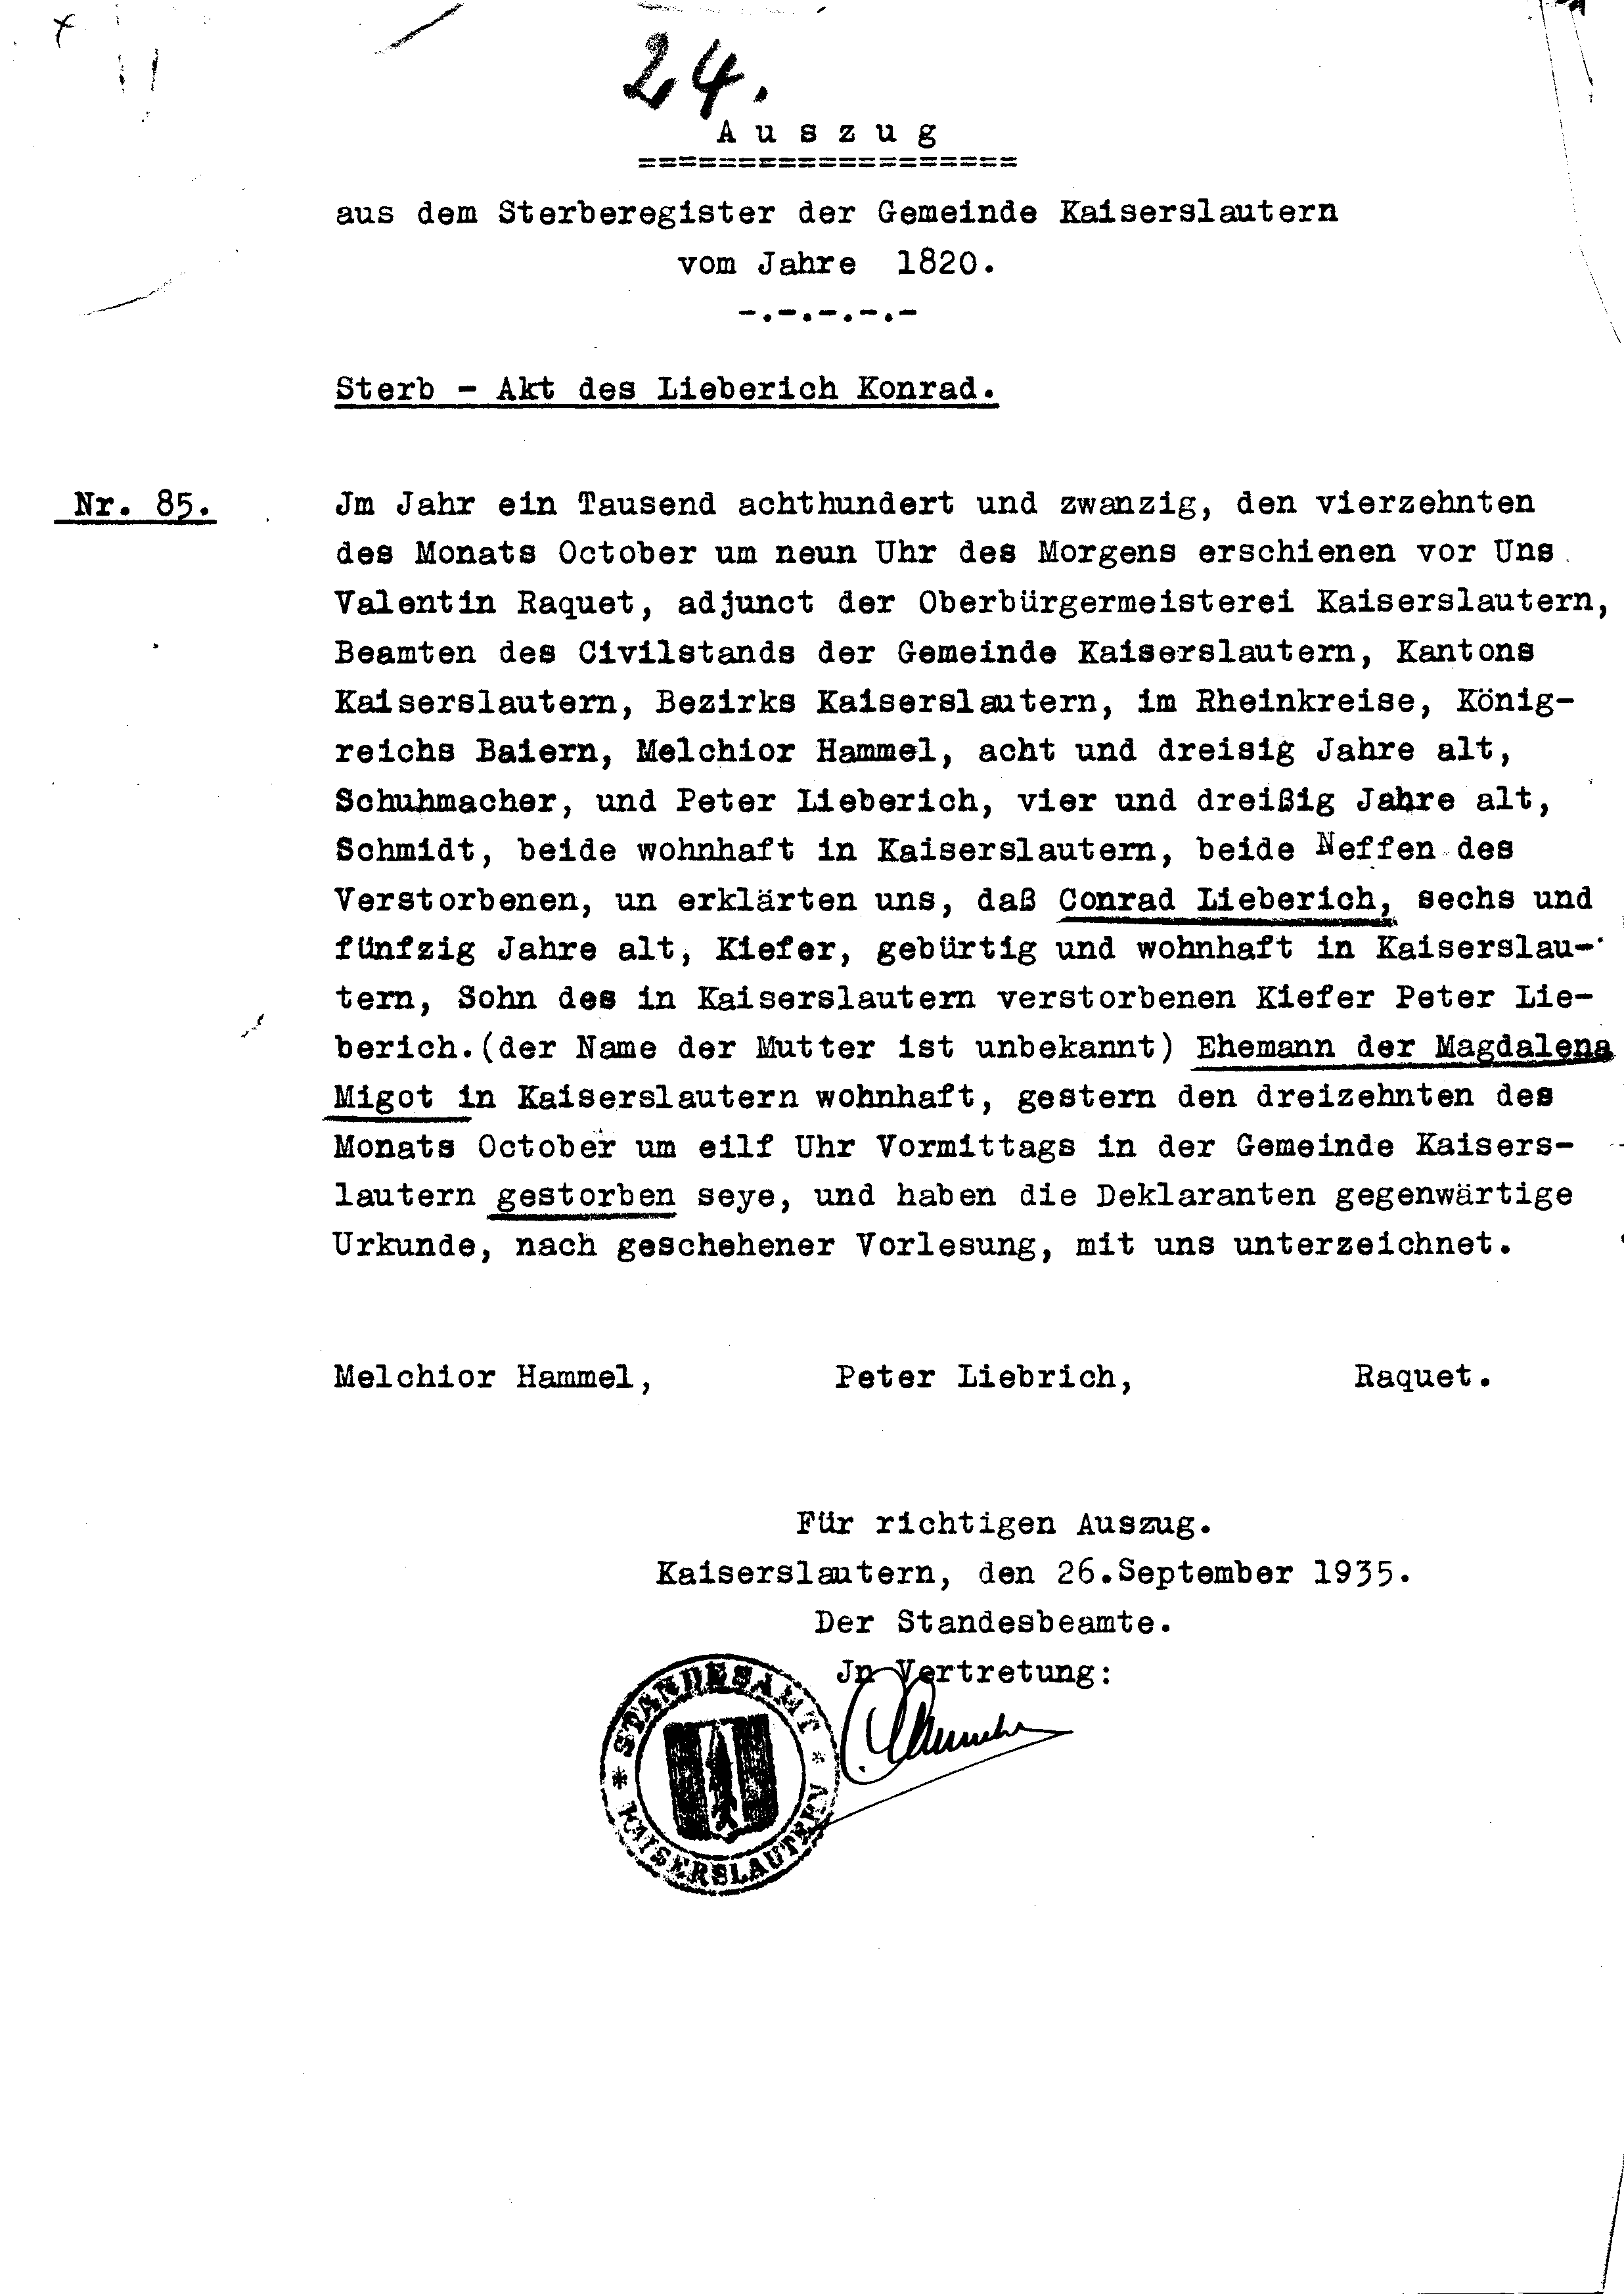 24.
Auszug
===================
aus dem Sterberegister der Gemeinde Kaiserslautern
vom Jahre 1820.
-.-.-.-.-
Sterb - Akt des Lieberich Konrad.
Nr. 85.
Jm Jahr ein Tausend achthundert und zwanzig, den vierzehnten
des Monats October um neun Uhr des Morgens erschienen vor Uns
Valentin Raquet, adjunct der Oberbürgermeisterei Kaiserslautern,
Beamten des Civilstands der Gemeinde Kaiserslautern, Kantons
Kaiserslautern, Bezirks Kaiserslautern, im Rheinkreise, König-
reichs Baiern, Melchior Hammel, acht und dreisig Jahre alt,
Schuhmacher, und Peter Lieberich, vier und dreißig Jahre alt,
Schmidt, beide wohnhaft in Kaiserslautern, beide Neffen des
Verstorbenen, un erklärten uns, daß Conrad Lieberich, sechs und
fünfzig Jahre alt, Kiefer, gebürtig und wohnhaft in Kaiserslau-
tern, Sohn des in Kaiserslautern verstorbenen Kiefer Peter Lie-
berich.(der Name der Mutter ist unbekannt) Ehemann der Magdalena
Migot in Kaiserslautern wohnhaft, gestern den dreizehnten des
Monats October um eilf Uhr Vormittags in der Gemeinde Kaisers-
lautern gestorben seye, und haben die Deklaranten gegenwärtige
Urkunde, nach geschehener Vorlesung, mit uns unterzeichnet.
Melchior Hammel, Peter Liebrich, Raquet.
Für richtigen Auszug.
Kaiserslautern, den 26.September 1935.
Der Standesbeamte.
Jn Vertretung:
* STANDESAMT *
KAISERSLAUTERN